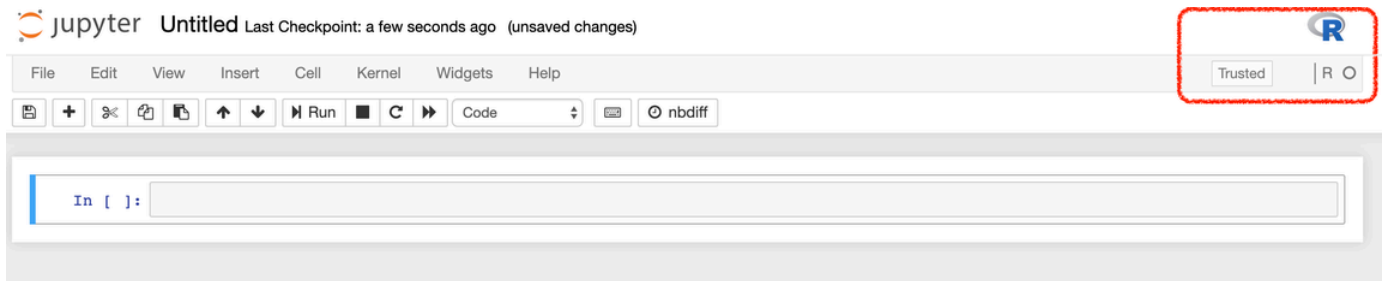 jupyter Untitled Last Checkpoint: a few seconds ago (unsaved changes) R
File Edit View Insert Cell Kernel Widgets Help Trusted R
Run Code nbdiff
In [ ]: